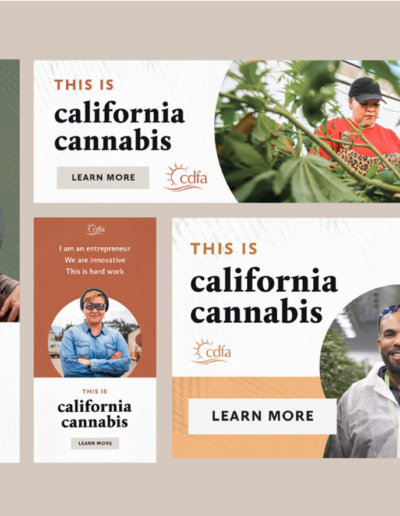 THIS IS
california
cannabis
LEARN MORE
cdfa
cdfa
I am an entrepreneur
We are innovative
This is hard work
THIS IS
california
cannabis
LEARN MORE
THIS IS
california
cannabis
cdfa
LEARN MORE